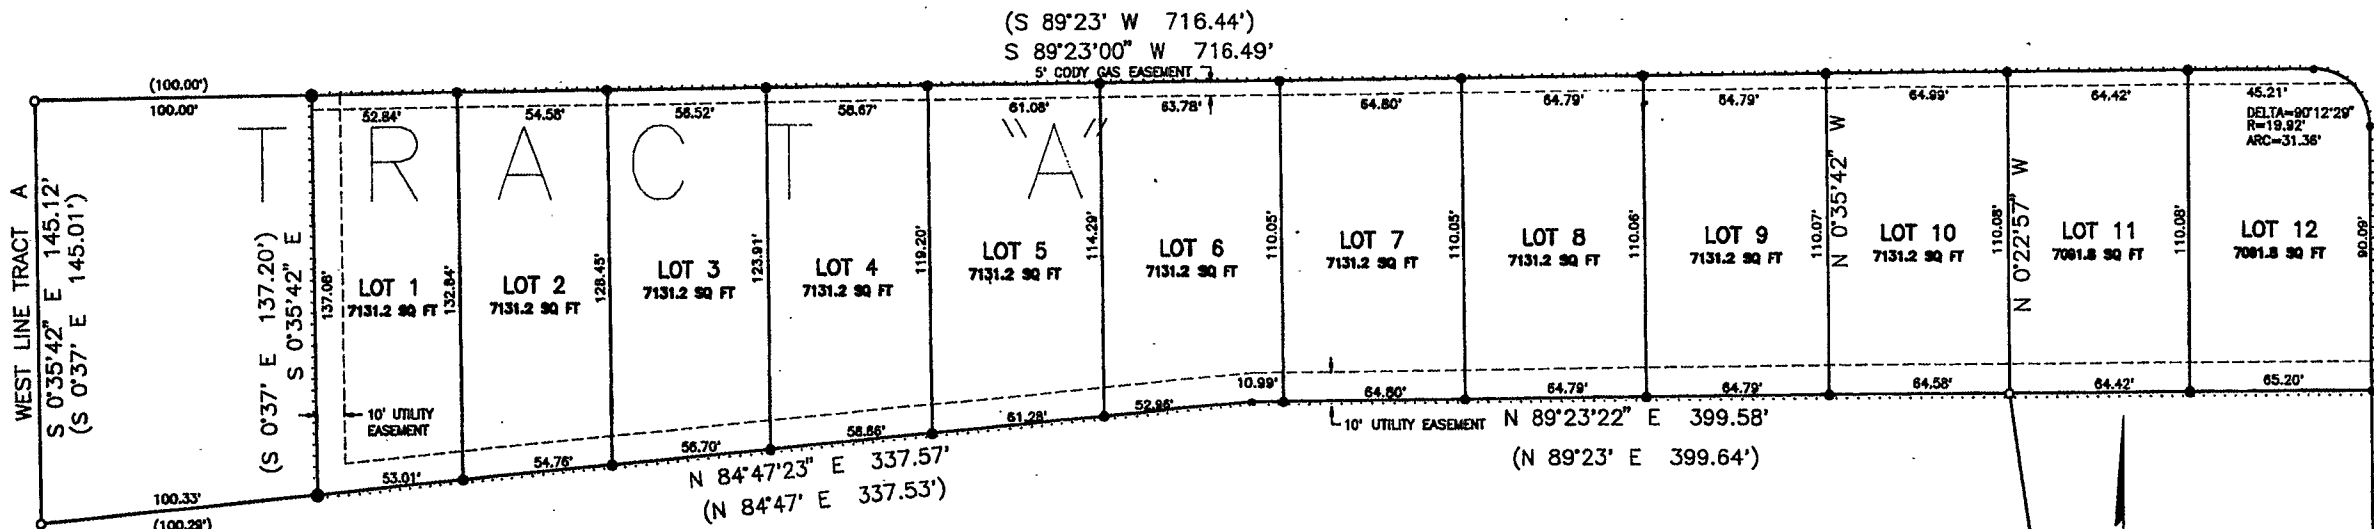 (S 89°23' W 716.44')
S 89°23'00" W 716.49'
5' CODY GAS EASEMENT
(100.00')
100.00'
52.84'
54.58'
56.52'
58.67'
61.08'
63.78'
64.80'
64.79'
64.79'
64.99'
64.42'
45.21'
DELTA=90°12'29"
R=19.92'
ARC=31.36'
TRACT "A"
WEST LINE TRACT A
S 0°35'42" E 145.12'
(S 0°37' E 145.01')
(S 0°37' E 137.20')
S 0°35'42" E
137.08'
LOT 1
7131.2 SQ FT
132.84'
LOT 2
7131.2 SQ FT
128.45'
LOT 3
7131.2 SQ FT
123.91'
LOT 4
7131.2 SQ FT
119.20'
LOT 5
7131.2 SQ FT
114.29'
LOT 6
7131.2 SQ FT
110.05'
LOT 7
7131.2 SQ FT
110.05'
LOT 8
7131.2 SQ FT
110.06'
LOT 9
7131.2 SQ FT
110.07'
N 0°35'42" W
LOT 10
7131.2 SQ FT
110.08'
N 0°22'57" W
LOT 11
7091.8 SQ FT
110.08'
LOT 12
7091.8 SQ FT
90.09'
10' UTILITY
EASEMENT
100.33'
(100.29')
53.01'
54.76'
56.70'
58.86'
61.28'
52.96'
10.99'
64.80'
64.79'
64.79'
64.58'
64.42'
65.20'
N 84°47'23" E 337.57'
(N 84°47' E 337.53')
10' UTILITY EASEMENT
N 89°23'22" E 399.58'
(N 89°23' E 399.64')